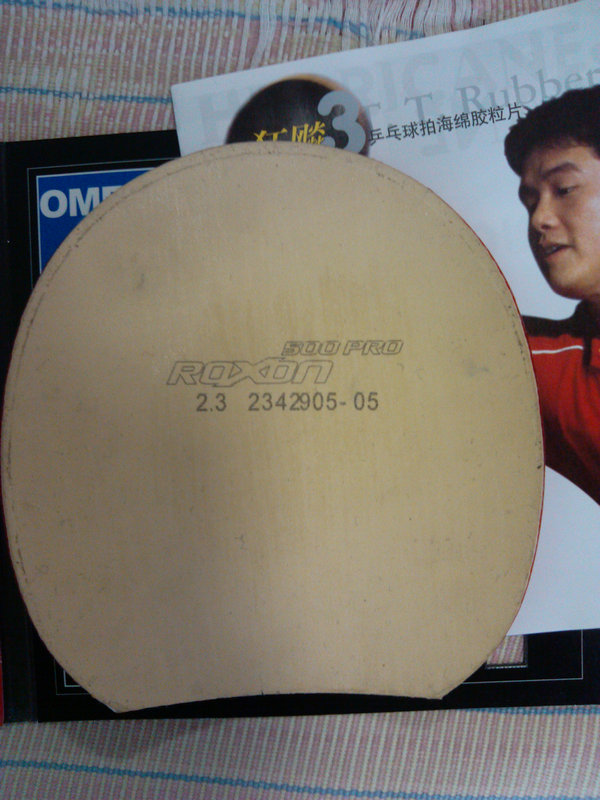 T. T. Rubber
狂飚3
乒乓球拍海绵胶粒片
OME
500 PRO
ROXON
2.3 2342905-05